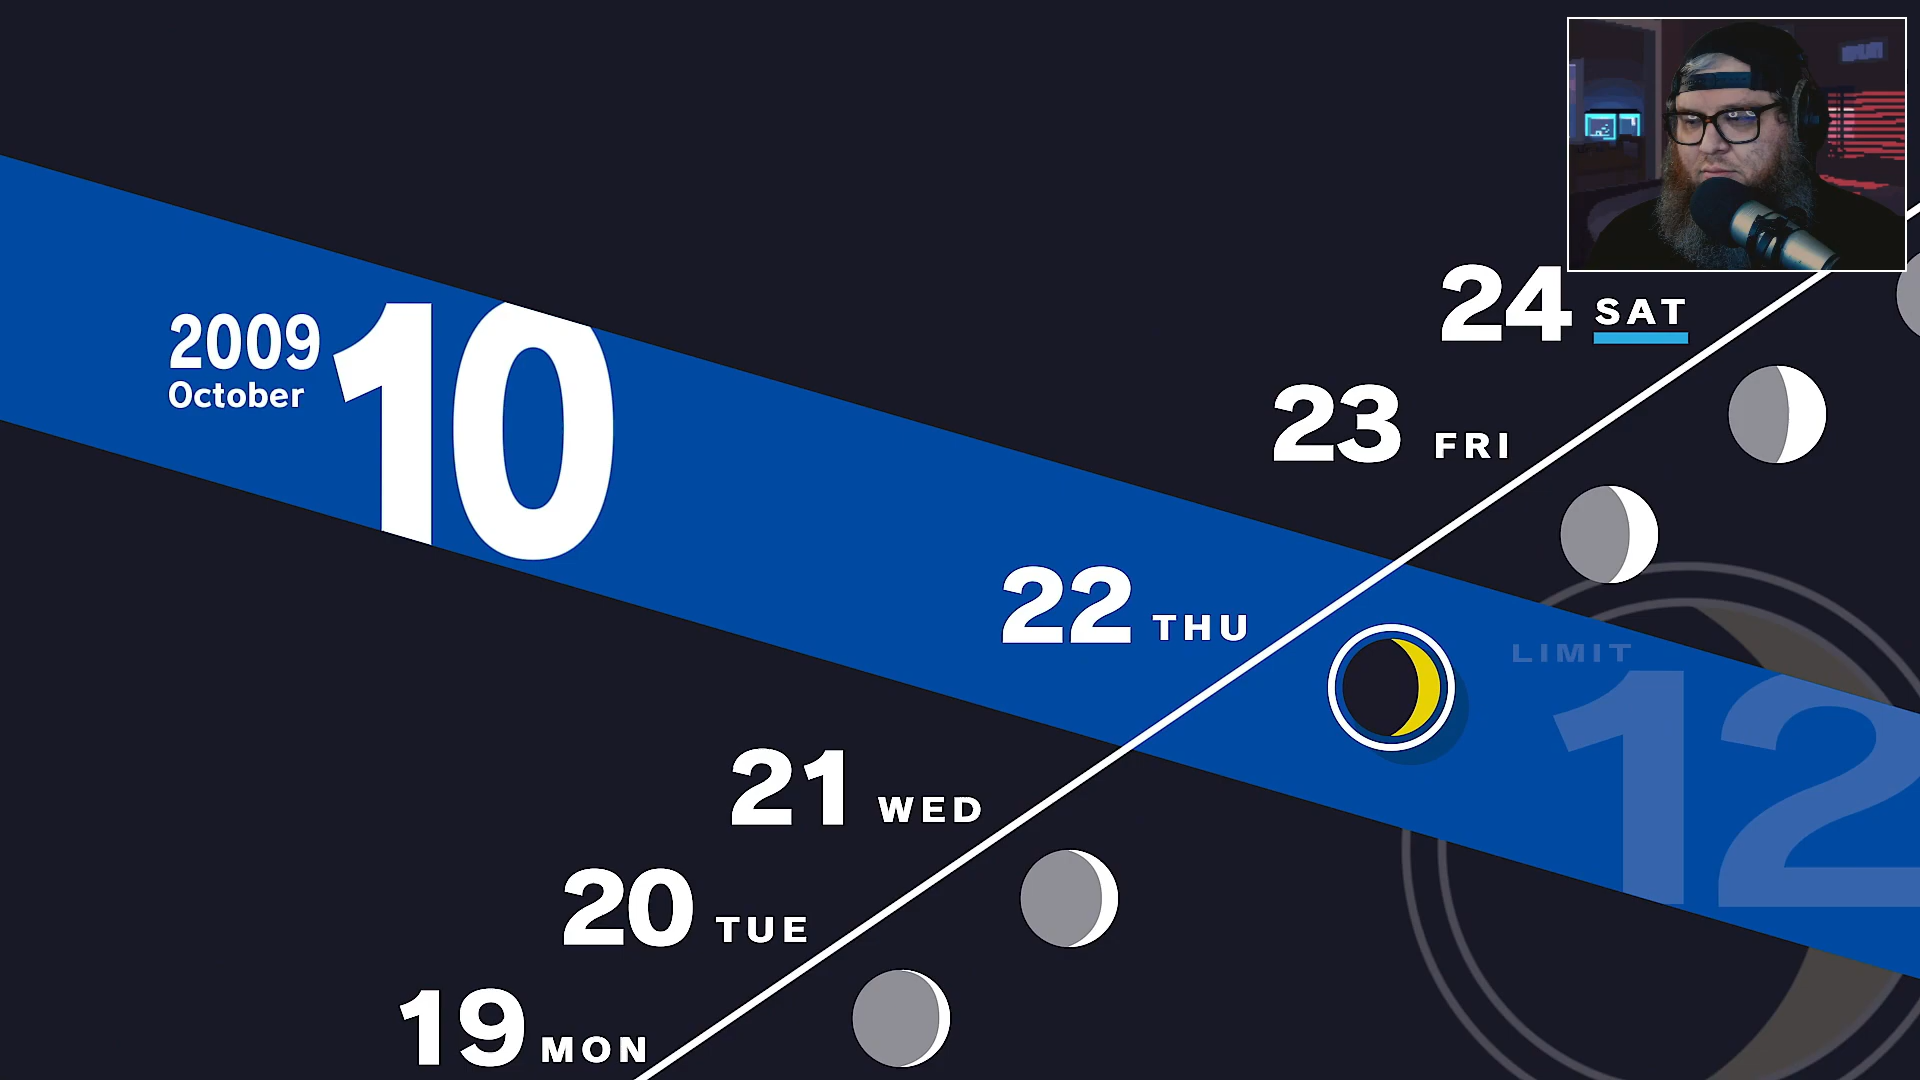 2009
October
10
24 SAT
23 FRI
22 THU
LIMIT
12
21 WED
20 TUE
19 MON